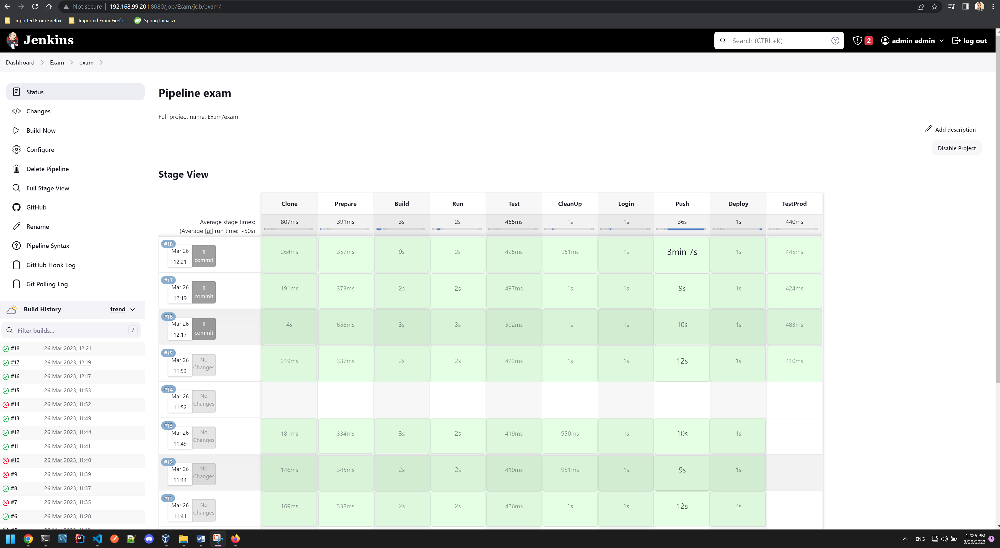 Not secure
192.168.99.201:8080/job/Exam/job/exam/
Imported From Firefox
Imported From Firefo...
Spring Initializr
Jenkins
Search (CTRL+K)
2
admin admin
log out
Dashboard
Exam
exam
Status
Changes
Build Now
Configure
Delete Pipeline
Full Stage View
GitHub
Rename
Pipeline Syntax
GitHub Hook Log
Git Polling Log
Build History
trend
Filter builds...
/
#18 26 Mar 2023, 12:21
#17 26 Mar 2023, 12:19
#16 26 Mar 2023, 12:17
#15 26 Mar 2023, 11:53
#14 26 Mar 2023, 11:52
#13 26 Mar 2023, 11:49
#12 26 Mar 2023, 11:44
#11 26 Mar 2023, 11:41
#10 26 Mar 2023, 11:40
#9 26 Mar 2023, 11:39
#8 26 Mar 2023, 11:37
#7 26 Mar 2023, 11:35
#6 26 Mar 2023, 11:28
Pipeline exam
Full project name: Exam/exam
Add description
Disable Project
Stage View
Clone Prepare Build Run Test CleanUp Login Push Deploy TestProd
Average stage times:
(Average full run time: ~50s)
807ms 391ms 3s 2s 455ms 1s 1s 36s 1s 440ms
#18
Mar 26
12:21
1
commit
264ms 357ms 9s 2s 425ms 951ms 1s 3min 7s 1s 445ms
#17
Mar 26
12:19
1
commit
191ms 373ms 2s 2s 497ms 1s 1s 9s 1s 424ms
#16
Mar 26
12:17
1
commit
4s 658ms 3s 3s 592ms 1s 1s 10s 1s 483ms
#15
Mar 26
11:53
No
Changes
219ms 337ms 2s 2s 422ms 1s 1s 12s 1s 410ms
#14
Mar 26
11:52
No
Changes
#13
Mar 26
11:49
No
Changes
181ms 334ms 3s 2s 419ms 930ms 1s 10s 1s
#12
Mar 26
11:44
No
Changes
146ms 345ms 2s 2s 410ms 931ms 1s 9s 1s
#11
Mar 26
11:41
No
Changes
169ms 338ms 2s 2s 426ms 1s 1s 12s 2s
ENG
12:26 PM
3/26/2023
5